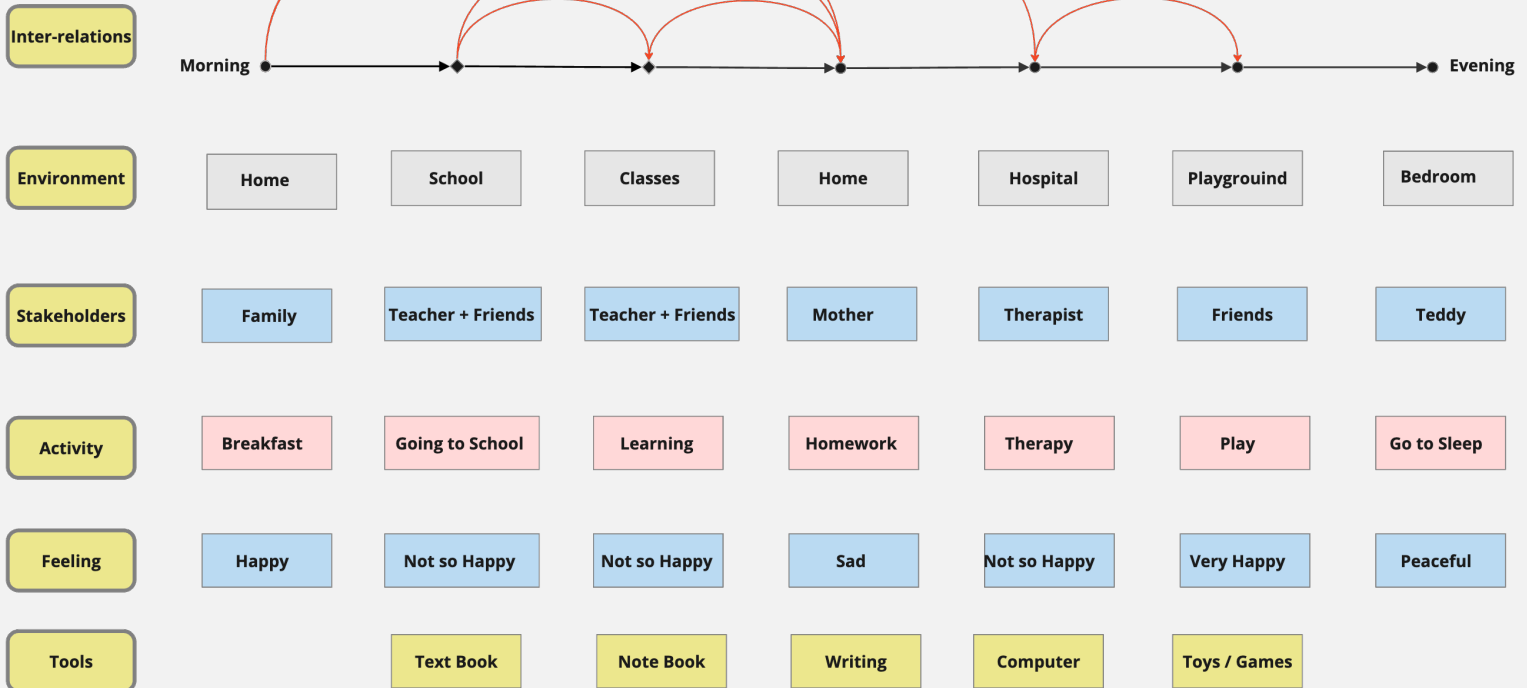 Inter-relations
Morning
Evening
Environment
Home
School
Classes
Home
Hospital
Playgrouind
Bedroom
Stakeholders
Family
Teacher + Friends
Teacher + Friends
Mother
Therapist
Friends
Teddy
Activity
Breakfast
Going to School
Learning
Homework
Therapy
Play
Go to Sleep
Feeling
Happy
Not so Happy
Not so Happy
Sad
Not so Happy
Very Happy
Peaceful
Tools
Text Book
Note Book
Writing
Computer
Toys / Games